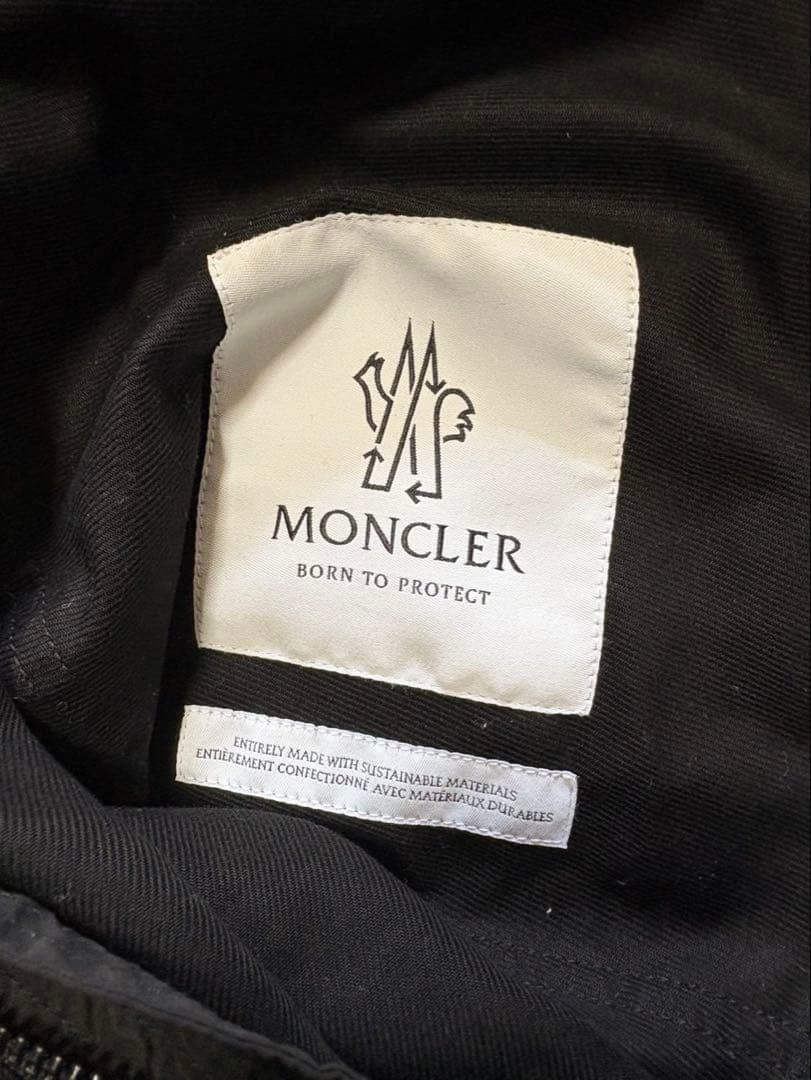 MONCLER
BORN TO PROTECT
ENTIRELY MADE WITH SUSTAINABLE MATERIALS
ENTIÈREMENT CONFECTIONNÉ AVEC MATÉRIAUX DURABLES